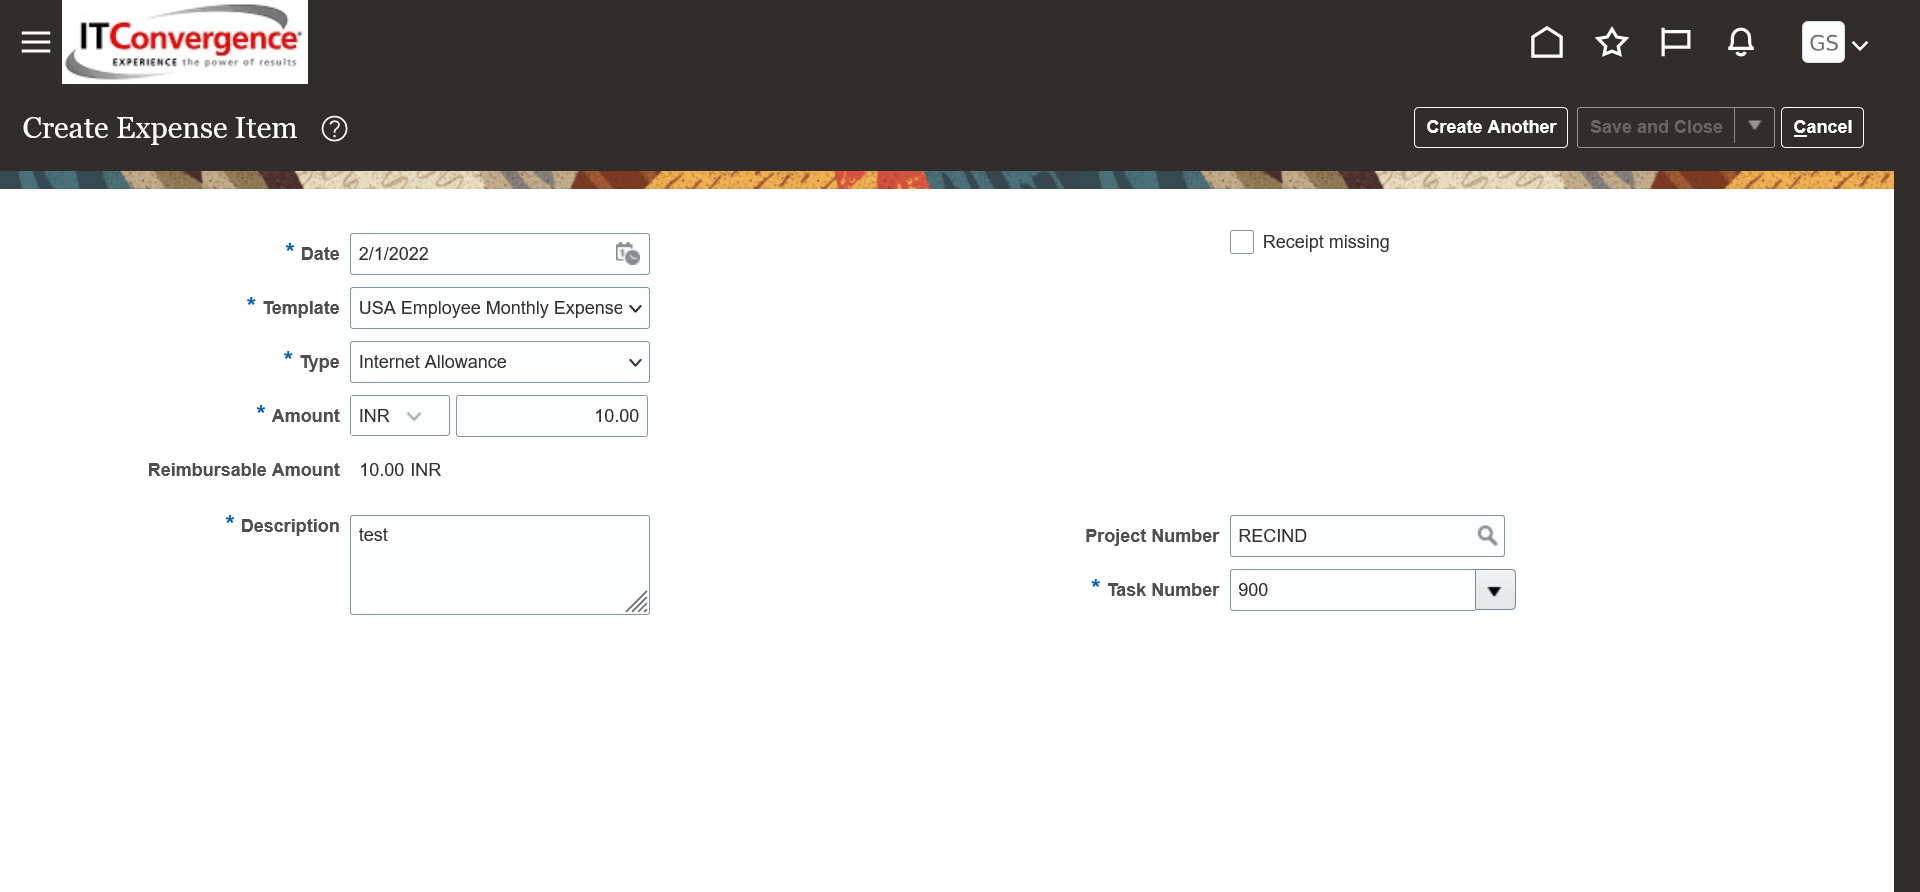 ITConvergence
EXPERIENCE the power of results
GS
Create Expense Item ?
Create Another
Save and Close
Cancel
* Date 2/1/2022
Receipt missing
* Template USA Employee Monthly Expense
* Type Internet Allowance
* Amount INR 10.00
Reimbursable Amount 10.00 INR
* Description test
Project Number RECIND
* Task Number 900